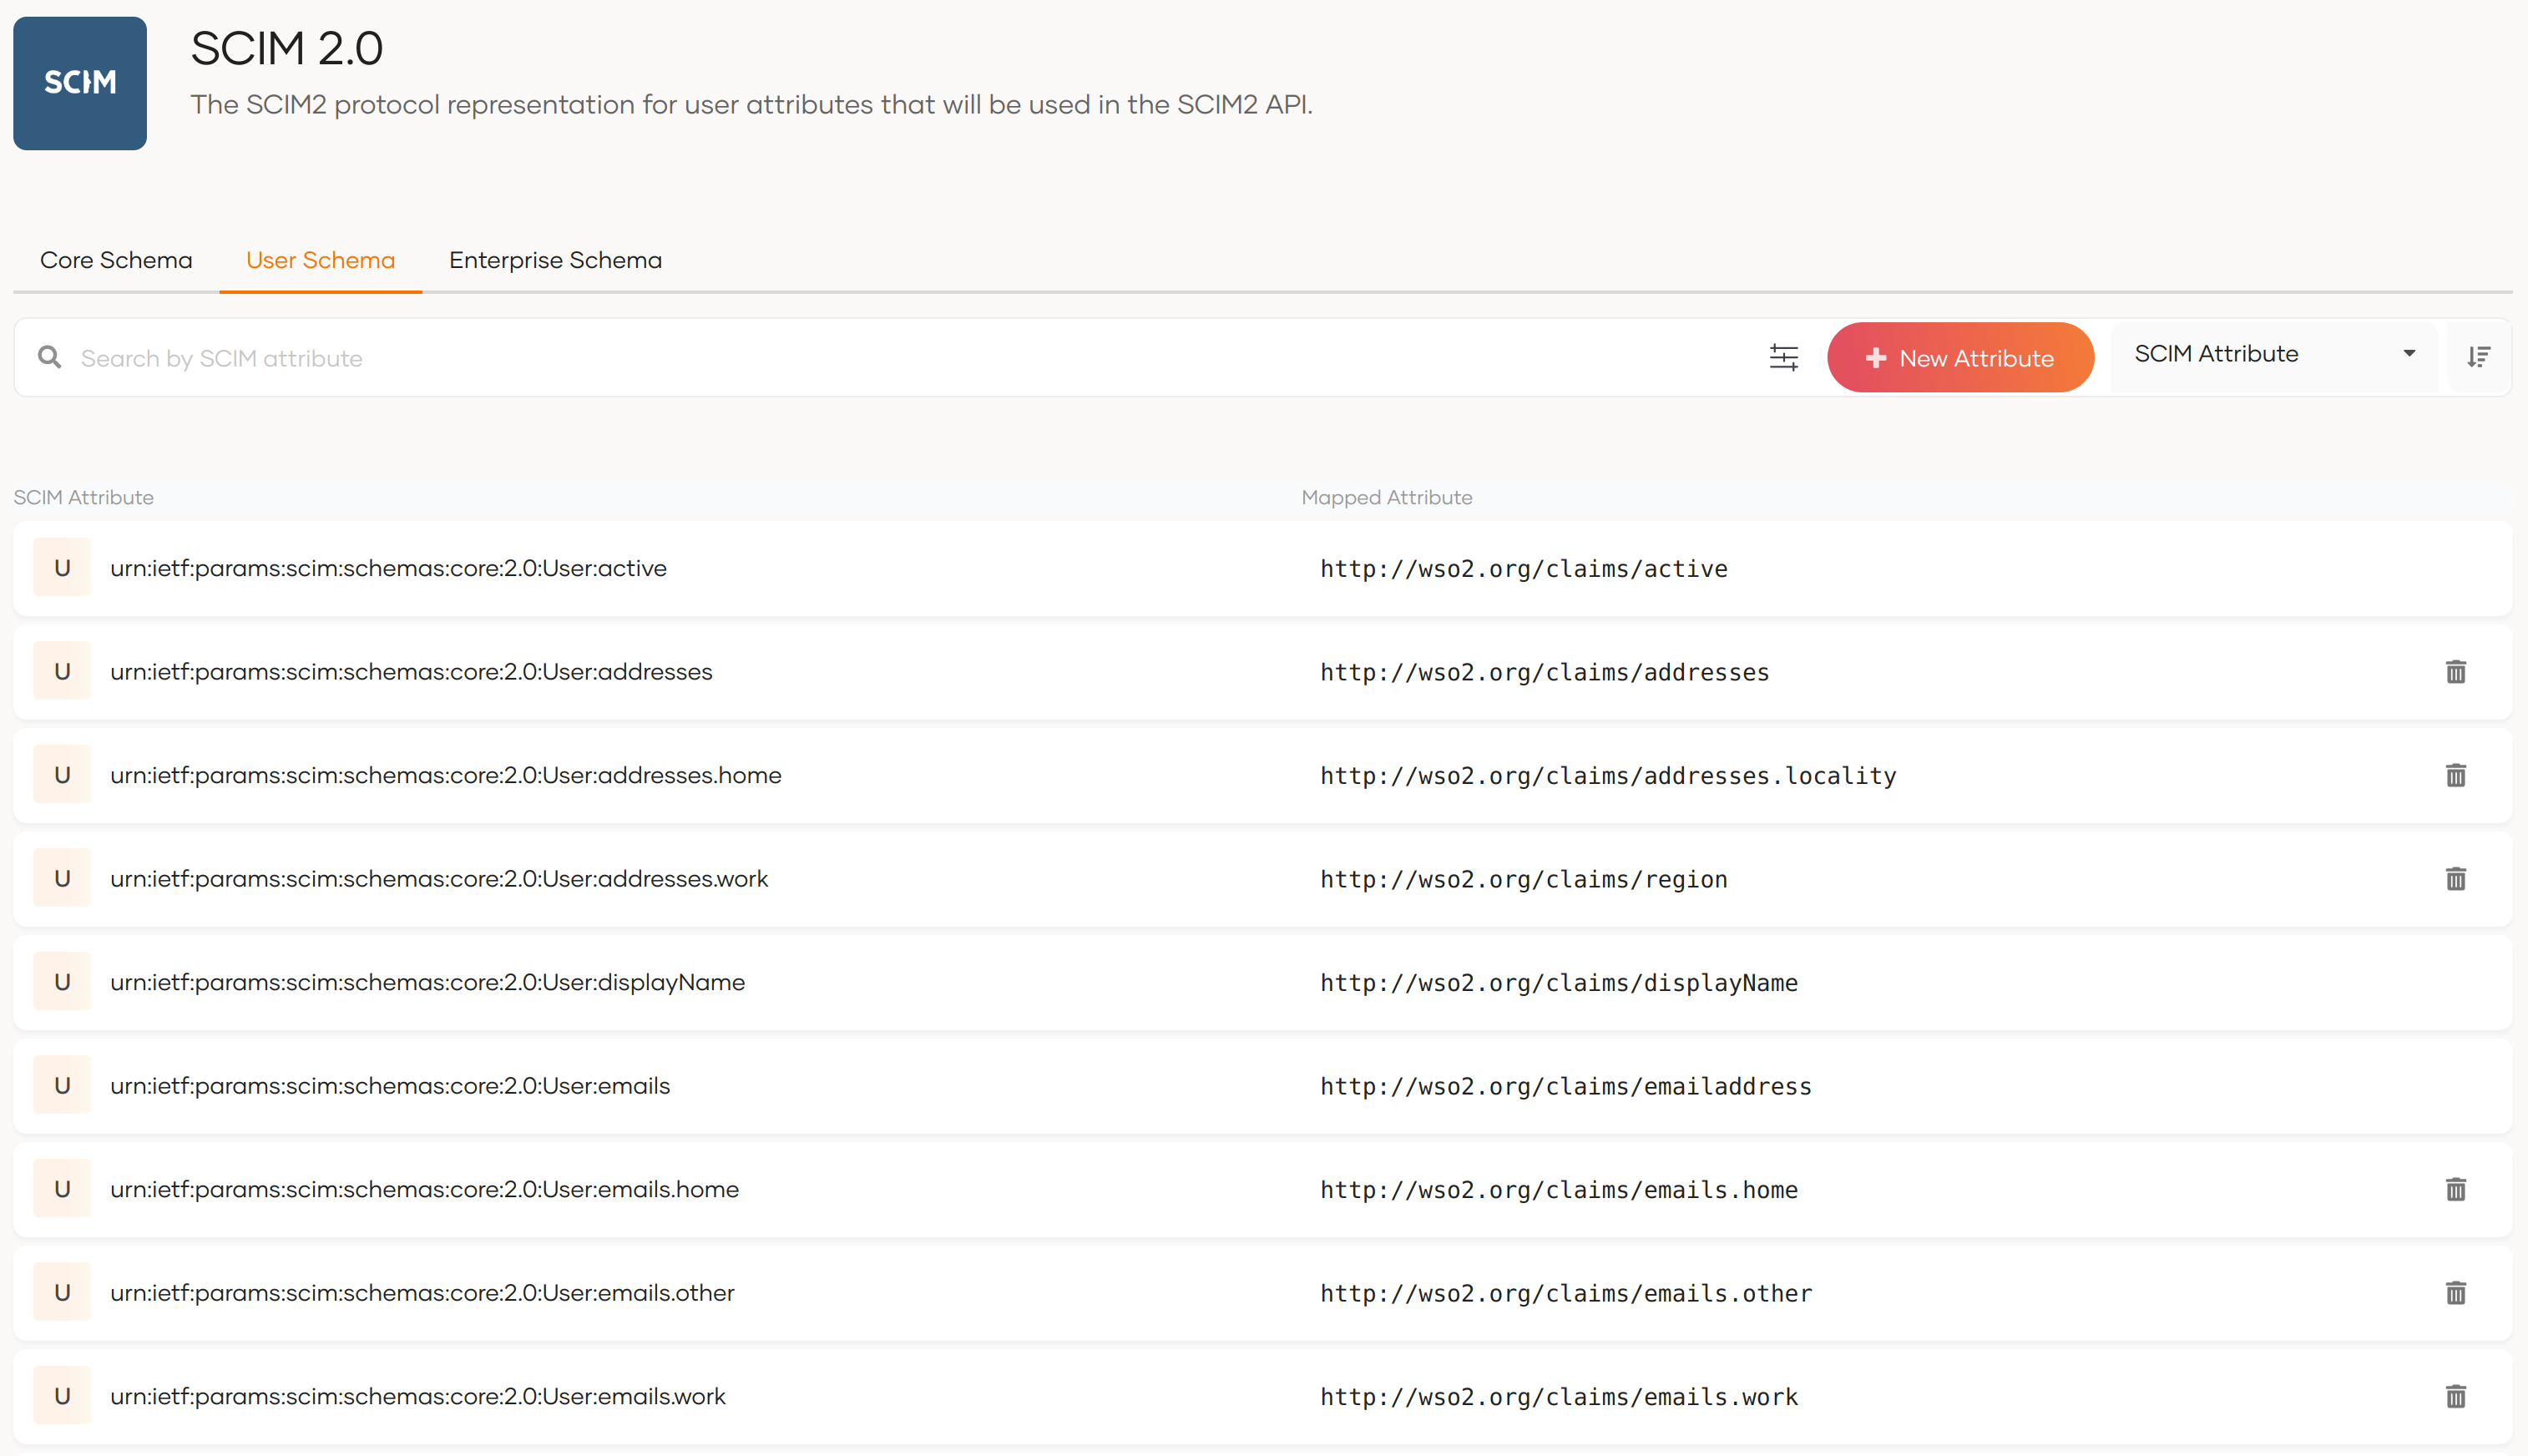 SCIM
SCIM 2.0
The SCIM2 protocol representation for user attributes that will be used in the SCIM2 API.
Core Schema User Schema Enterprise Schema
Search by SCIM attribute New Attribute SCIM Attribute
SCIM Attribute Mapped Attribute
U urn:ietf:params:scim:schemas:core:2.0:User:active http://wso2.org/claims/active
U urn:ietf:params:scim:schemas:core:2.0:User:addresses http://wso2.org/claims/addresses
U urn:ietf:params:scim:schemas:core:2.0:User:addresses.home http://wso2.org/claims/addresses.locality
U urn:ietf:params:scim:schemas:core:2.0:User:addresses.work http://wso2.org/claims/region
U urn:ietf:params:scim:schemas:core:2.0:User:displayName http://wso2.org/claims/displayName
U urn:ietf:params:scim:schemas:core:2.0:User:emails http://wso2.org/claims/emailaddress
U urn:ietf:params:scim:schemas:core:2.0:User:emails.home http://wso2.org/claims/emails.home
U urn:ietf:params:scim:schemas:core:2.0:User:emails.other http://wso2.org/claims/emails.other
U urn:ietf:params:scim:schemas:core:2.0:User:emails.work http://wso2.org/claims/emails.work